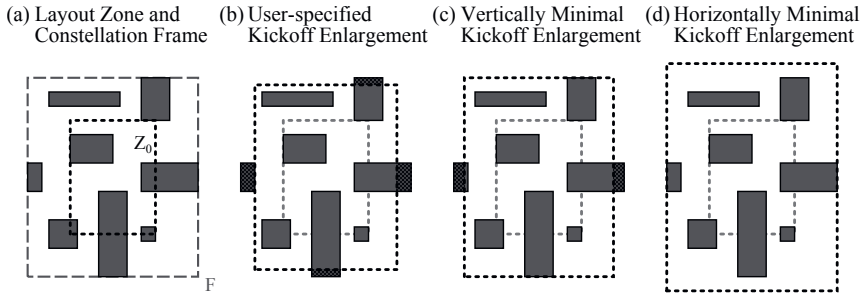 (a) Layout Zone and
Constellation Frame
(b) User-specified
Kickoff Enlargement
(c) Vertically Minimal
Kickoff Enlargement
(d) Horizontally Minimal
Kickoff Enlargement
Z₀
F